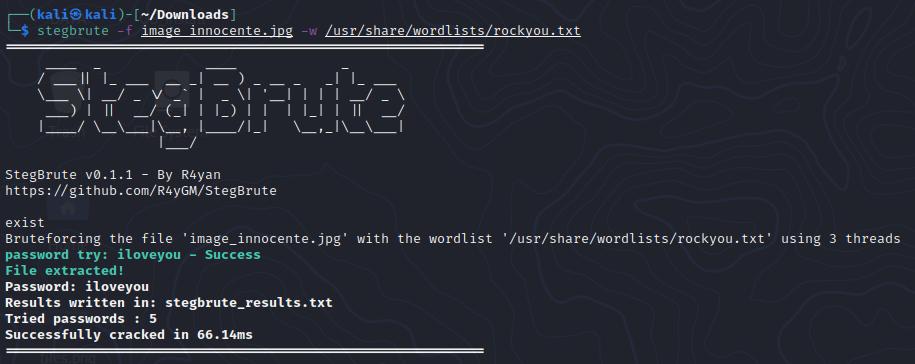 (kali㉿kali)-[~/Downloads]
$ stegbrute -f image_innocente.jpg -w /usr/share/wordlists/rockyou.txt
StegBrute
StegBrute v0.1.1 - By R4yan
https://github.com/R4yGM/StegBrute
exist
Bruteforcing the file 'image_innocente.jpg' with the wordlist '/usr/share/wordlists/rockyou.txt' using 3 threads
password try: iloveyou - Success
File extracted!
Password: iloveyou
Results written in: stegbrute_results.txt
Tried passwords : 5
Successfully cracked in 66.14ms